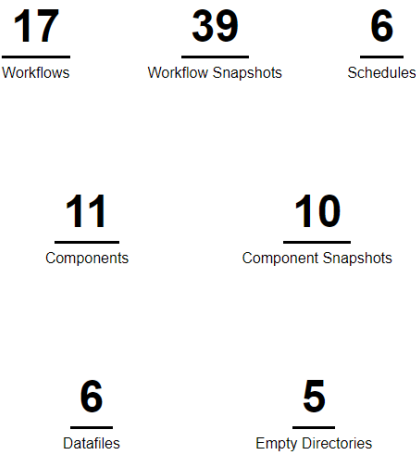 17 39 6
Workflows Workflow Snapshots Schedules
11 10
Components Component Snapshots
6 5
Datafiles Empty Directories